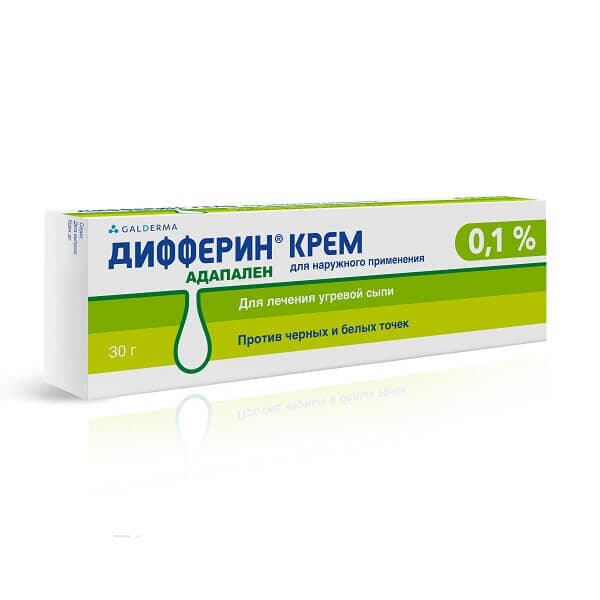 GALDERMA
ДИФФЕРИН® КРЕМ
АДАПАЛЕН
для наружного применения
0,1 %
Для лечения угревой сыпи
Против черных и белых точек
30 г